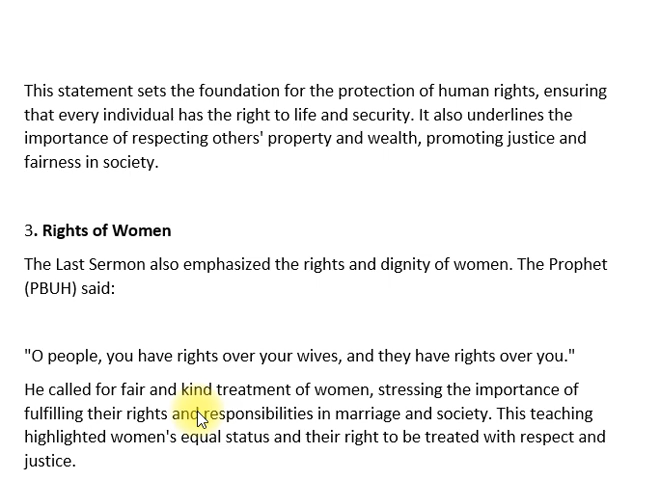 This statement sets the foundation for the protection of human rights, ensuring
that every individual has the right to life and security. It also underlines the
importance of respecting others' property and wealth, promoting justice and
fairness in society.
3. Rights of Women
The Last Sermon also emphasized the rights and dignity of women. The Prophet
(PBUH) said:
"O people, you have rights over your wives, and they have rights over you."
He called for fair and kind treatment of women, stressing the importance of
fulfilling their rights and responsibilities in marriage and society. This teaching
highlighted women's equal status and their right to be treated with respect and
justice.